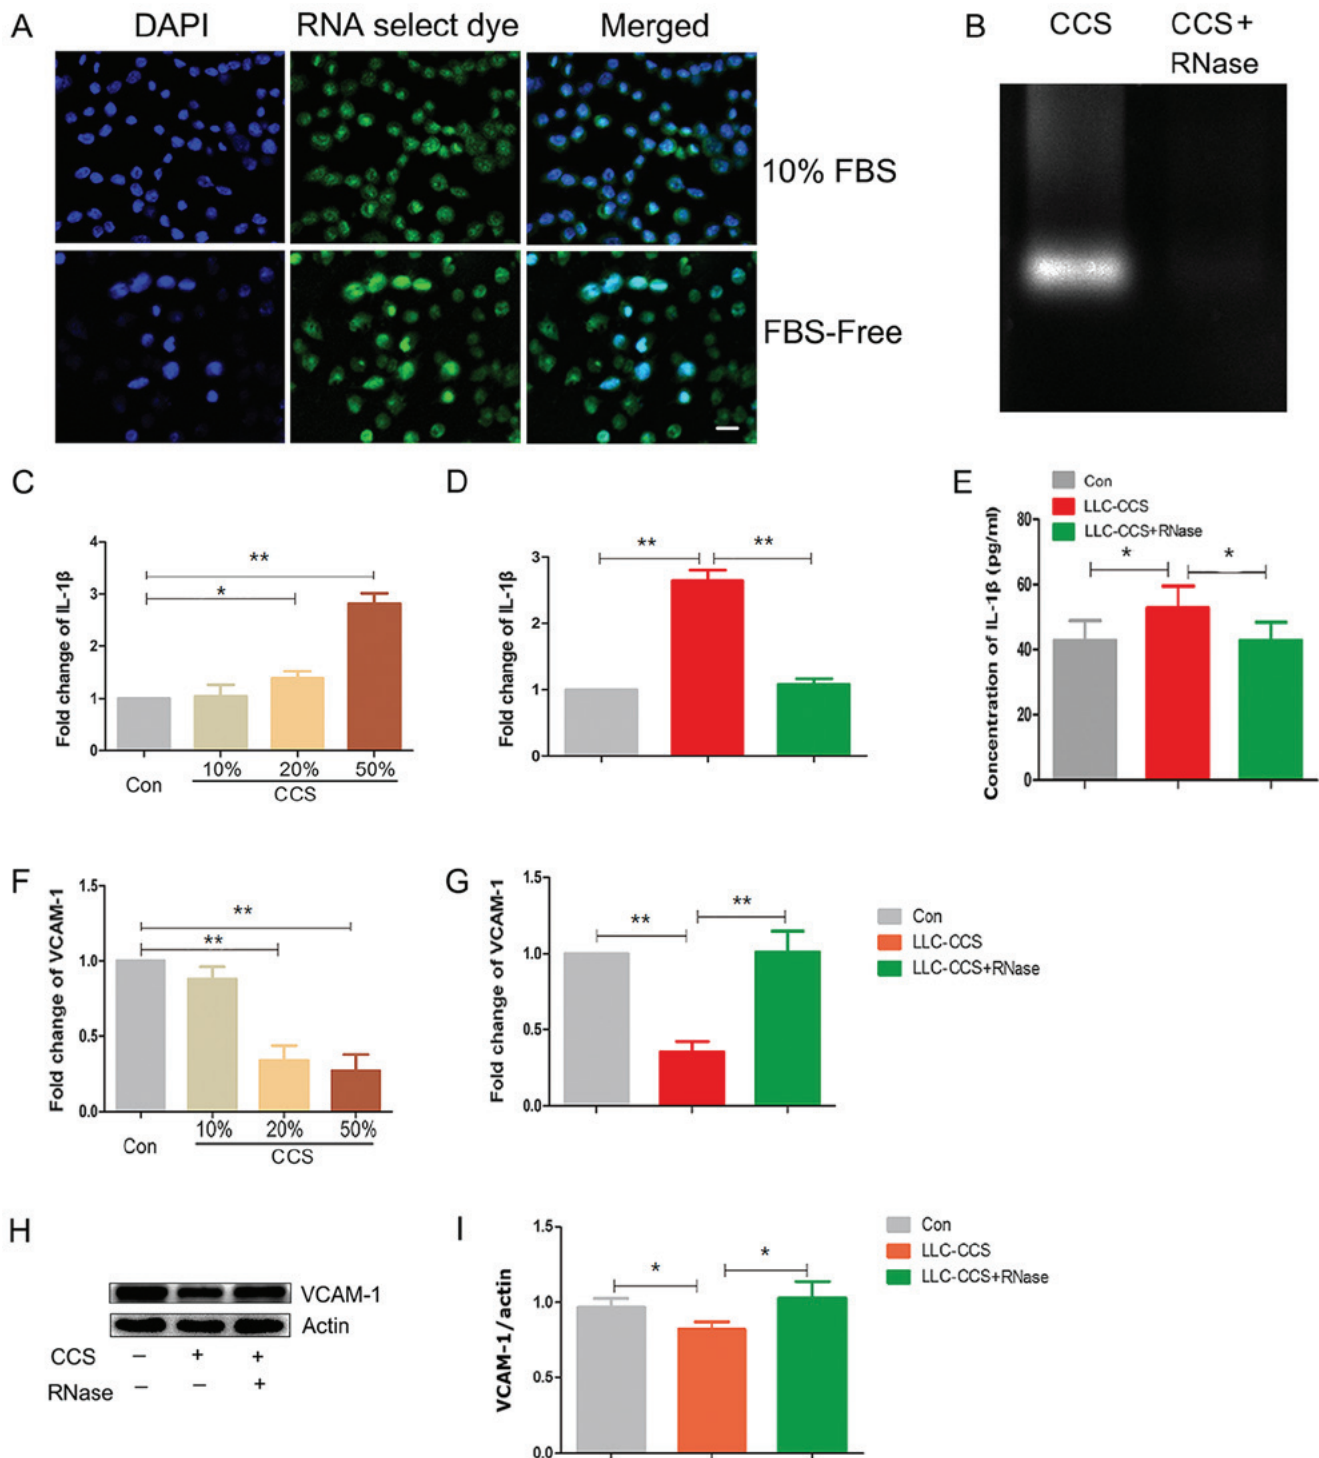 A
DAPI
RNA select dye
Merged
10% FBS
FBS-Free
B
CCS
CCS+
RNase
C
Fold change of IL-1β
4
3
2
1
0
**
*
Con
10%
20%
50%
CCS
D
Fold change of IL-1β
3
2
1
0
**
**
E
Con
LLC-CCS
LLC-CCS+RNase
Concentration of IL-1β (pg/ml)
80
60
40
20
0
*
*
F
Fold change of VCAM-1
1.5
1.0
0.5
0.0
**
**
Con
10%
20%
50%
CCS
G
Fold change of VCAM-1
1.5
1.0
0.5
0.0
**
**
Con
LLC-CCS
LLC-CCS+RNase
H
VCAM-1
Actin
CCS − + +
RNase − − +
I
VCAM-1/actin
1.5
1.0
0.5
0.0
*
*
Con
LLC-CCS
LLC-CCS+RNase